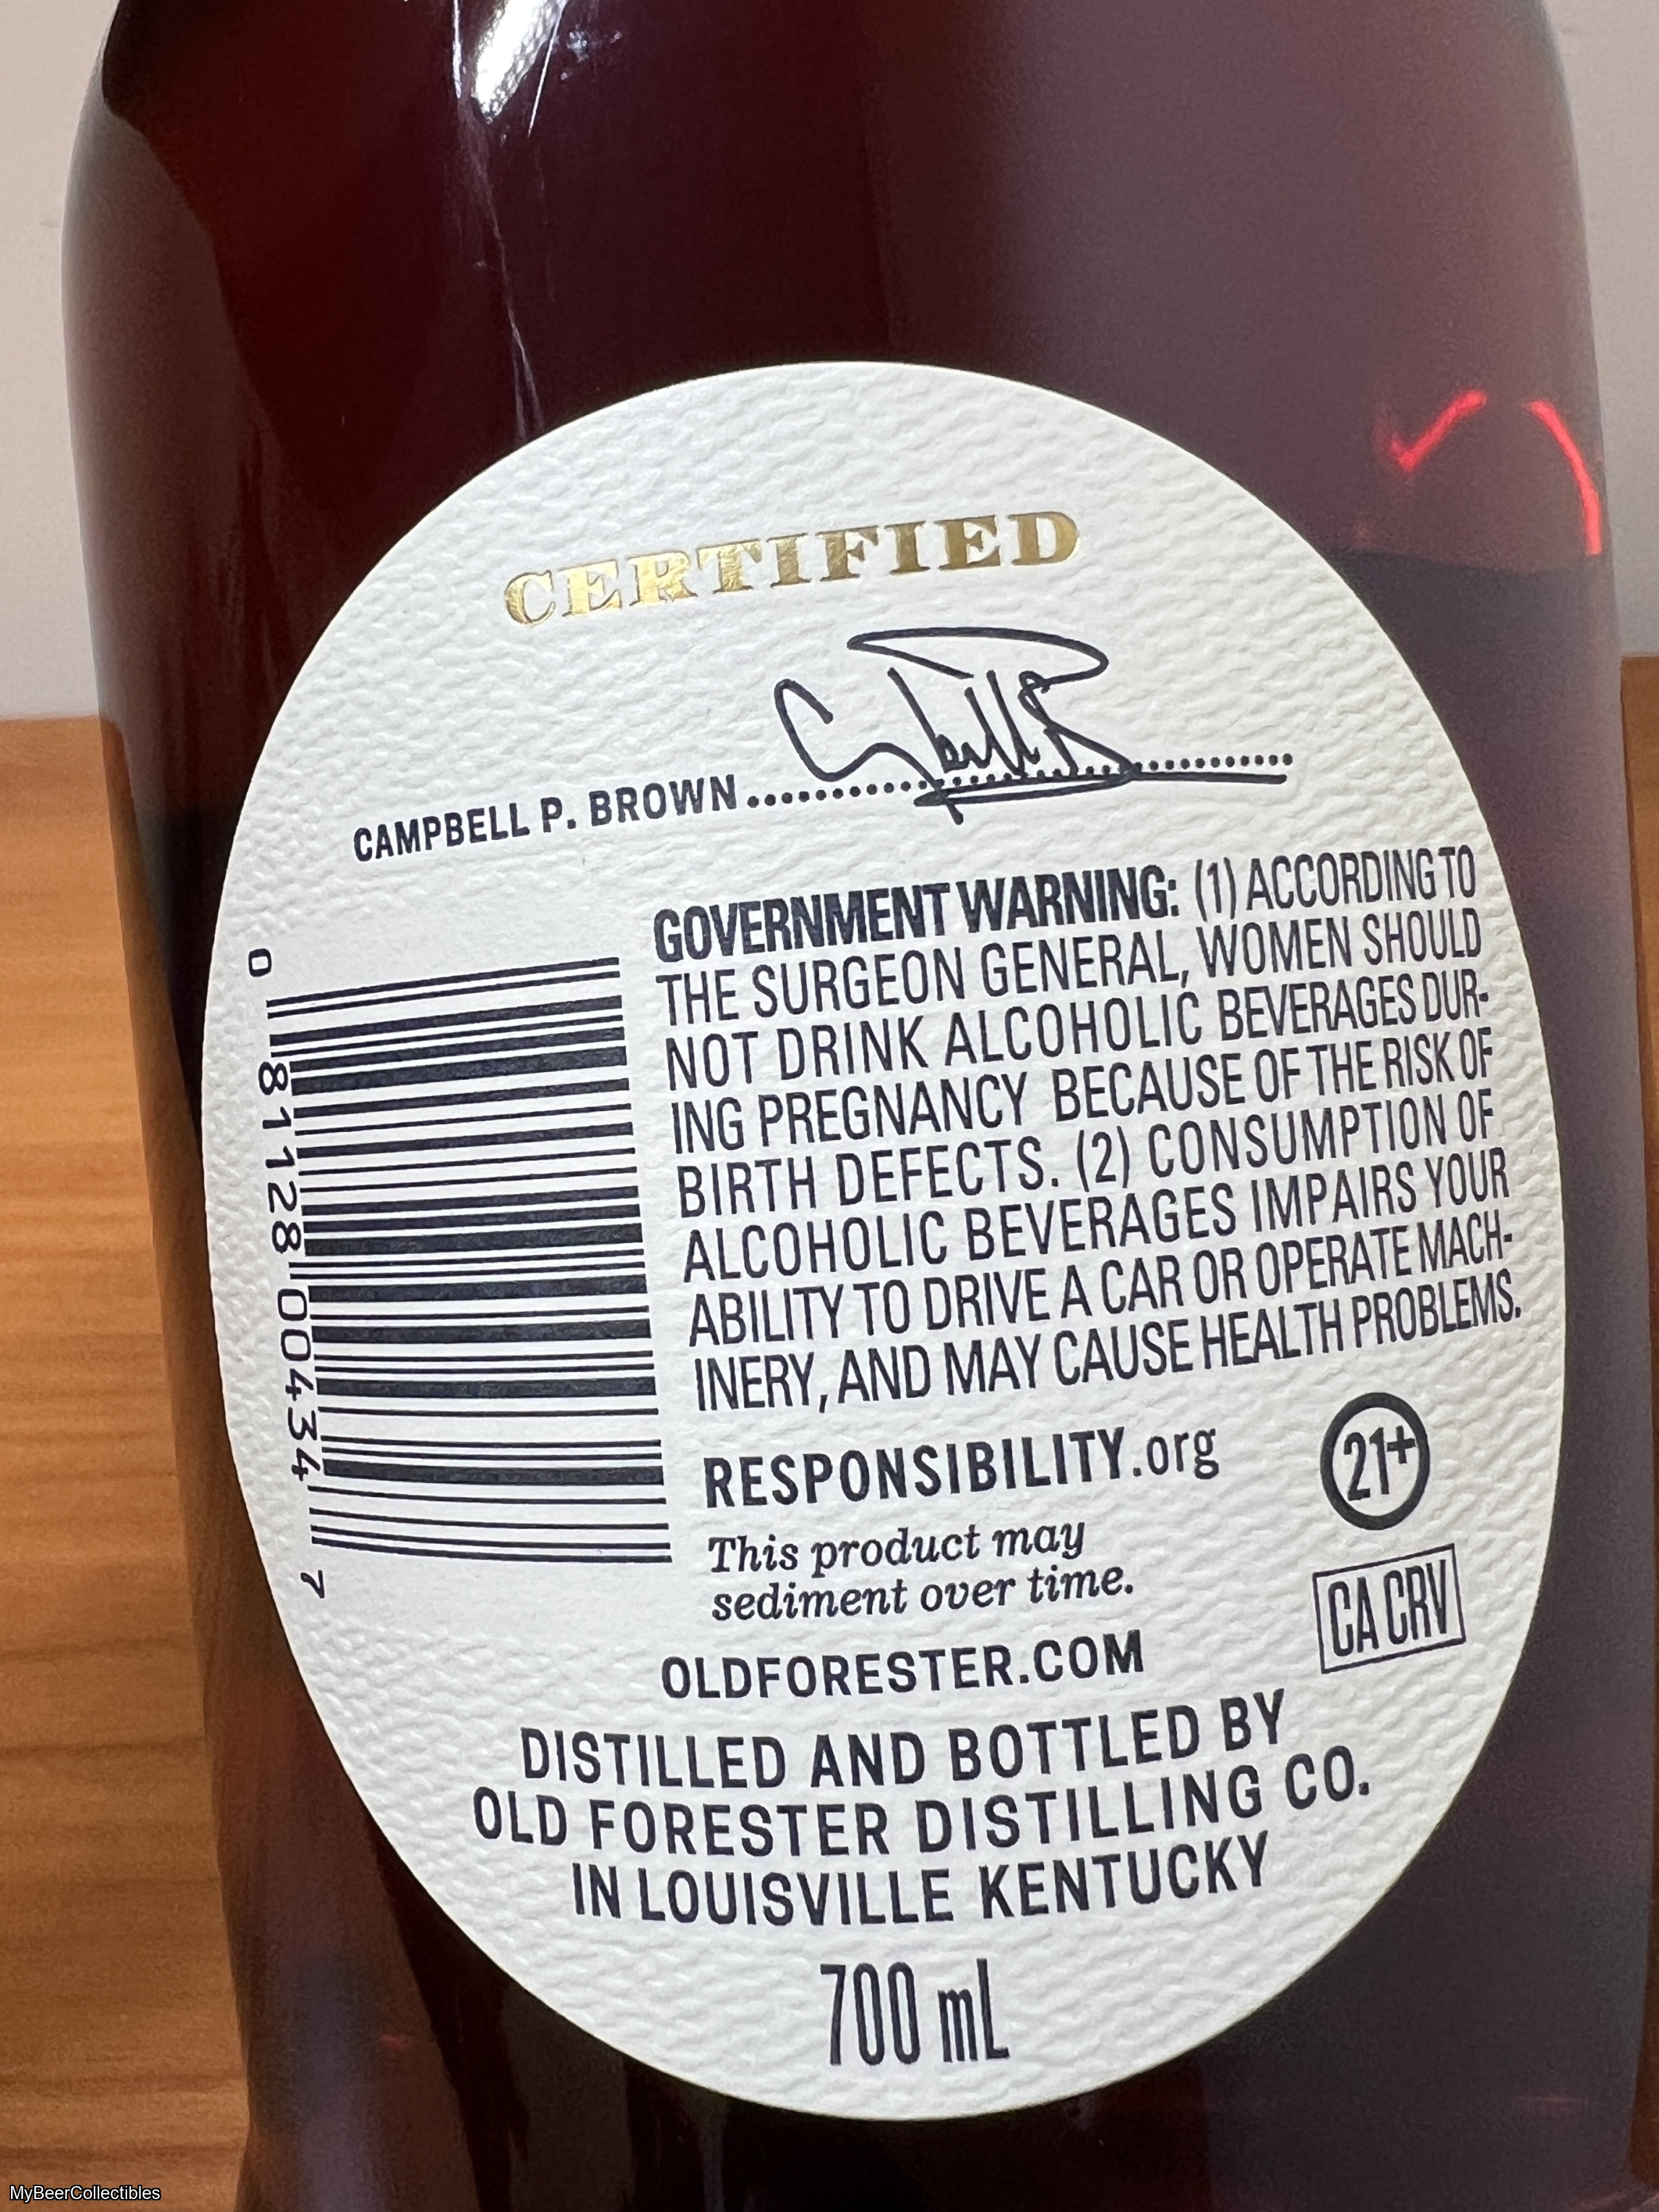 CERTIFIED
CAMPBELL P. BROWN
GOVERNMENT WARNING: (1) ACCORDING TO
THE SURGEON GENERAL, WOMEN SHOULD
NOT DRINK ALCOHOLIC BEVERAGES DUR-
ING PREGNANCY BECAUSE OF THE RISK OF
BIRTH DEFECTS. (2) CONSUMPTION OF
ALCOHOLIC BEVERAGES IMPAIRS YOUR
ABILITY TO DRIVE A CAR OR OPERATE MACH-
INERY, AND MAY CAUSE HEALTH PROBLEMS.
0 81128 00434 7
RESPONSIBILITY.org
21+
This product may
sediment over time.
CA CRV
OLDFORESTER.COM
DISTILLED AND BOTTLED BY
OLD FORESTER DISTILLING CO.
IN LOUISVILLE KENTUCKY
700 mL
MyBeerCollectibles